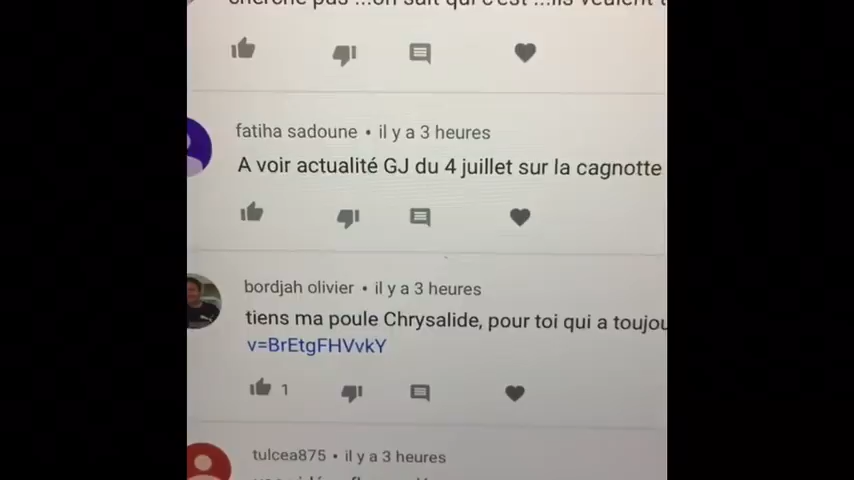 cherche pas ...on sait qui c'est ...ils veulent
fatiha sadoune • il y a 3 heures
A voir actualité GJ du 4 juillet sur la cagnotte
bordjah olivier • il y a 3 heures
tiens ma poule Chrysalide, pour toi qui a
v=BrEtgFHVvkY
1
tulcea875 • il y a 3 heures